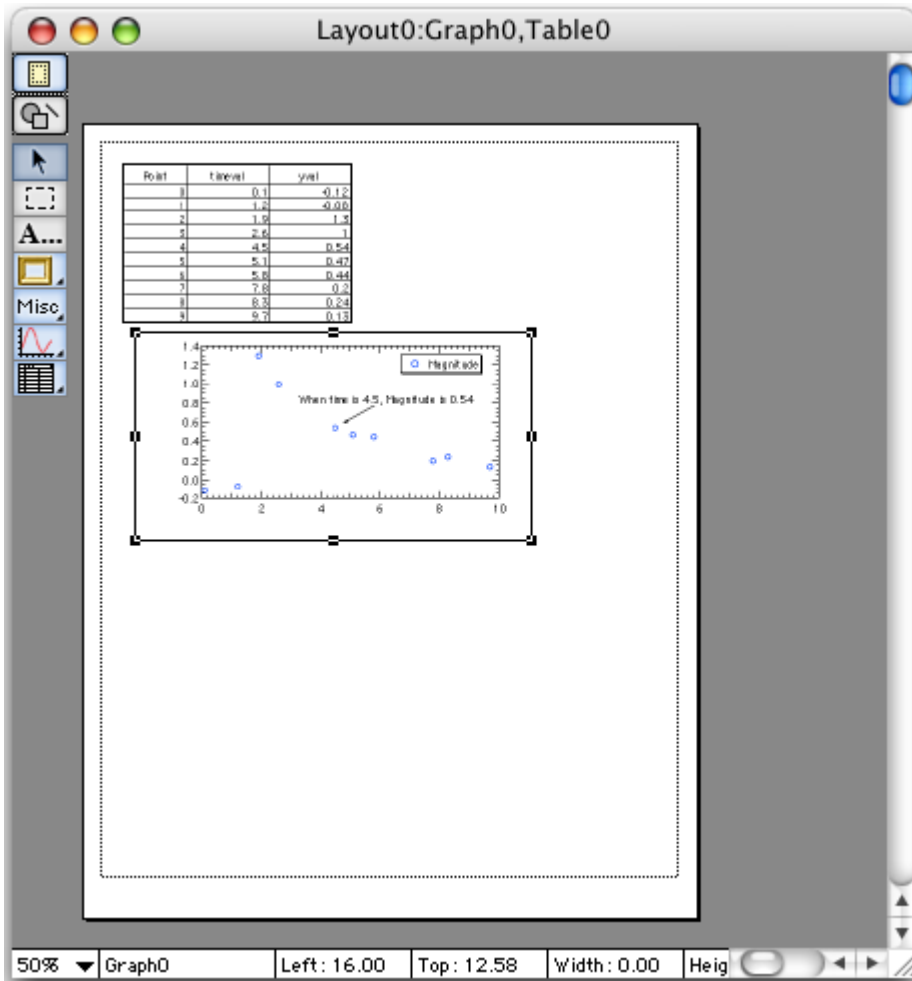 Layout0:Graph0,Table0
A...
Misc
Point timeval yval
0 0.1 -0.12
1 1.2 -0.08
2 1.9 1.3
3 2.6 1
4 4.5 0.54
5 5.1 0.47
6 5.8 0.44
7 7.8 0.2
8 8.3 0.24
9 9.7 0.13
1.4
1.2
1.0
0.8
0.6
0.4
0.2
0.0
-0.2
Magnitude
When time is 4.5, Magnitude is 0.54
0 2 4 6 8 10
50% Graph0 Left: 16.00 Top: 12.58 Width: 0.00 Heig